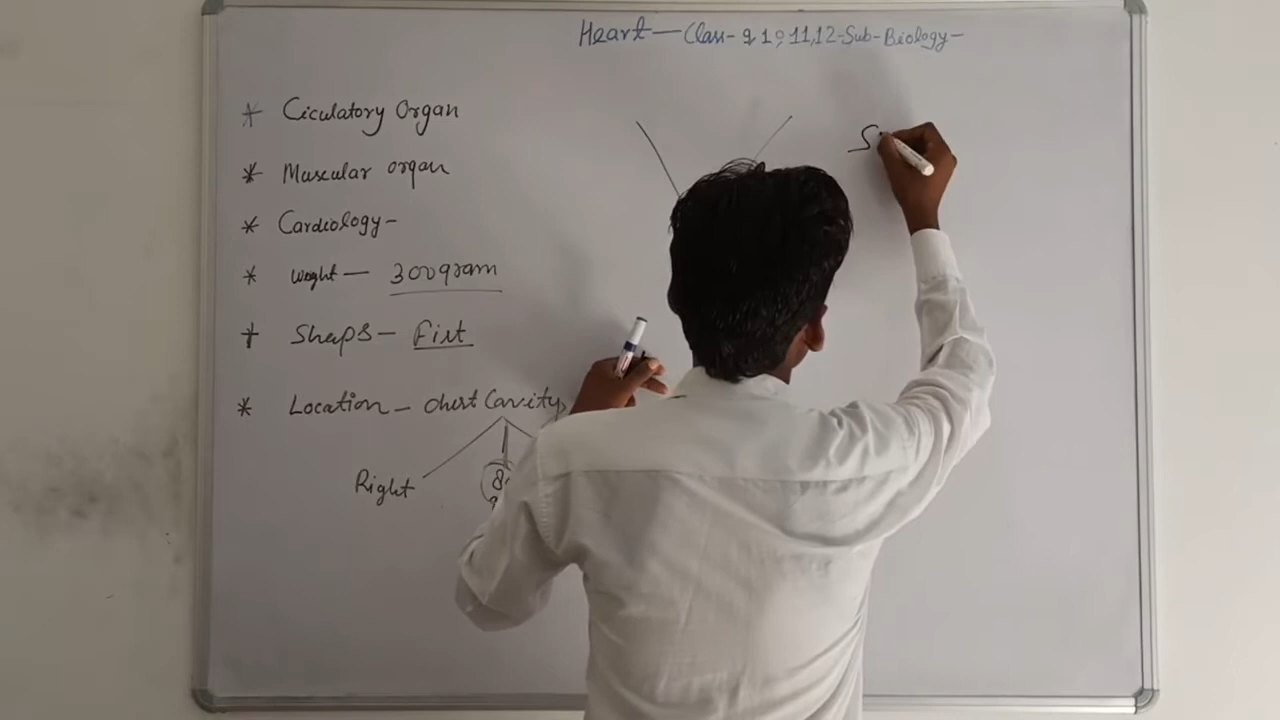 Heart— Class- 9 10, 11,12-Sub-Biology-
* Ciculatory Organ
* Muscular organ
* Cardiology-
* Weght— 300gram
* Shaps— Fist
* Location— chest Cavity
Right
S